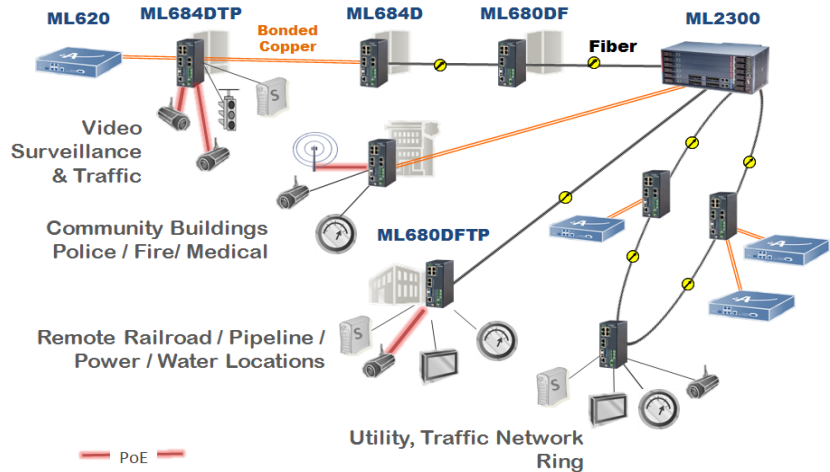 ML620
ML684DTP
ML684D
ML680DF
ML2300
Bonded
Copper
Fiber
A
S
Video
Surveillance
& Traffic
Community Buildings
Police / Fire/ Medical
ML680DFTP
A
A
A
Remote Railroad / Pipeline /
Power / Water Locations
S
S
Utility, Traffic Network
Ring
PoE